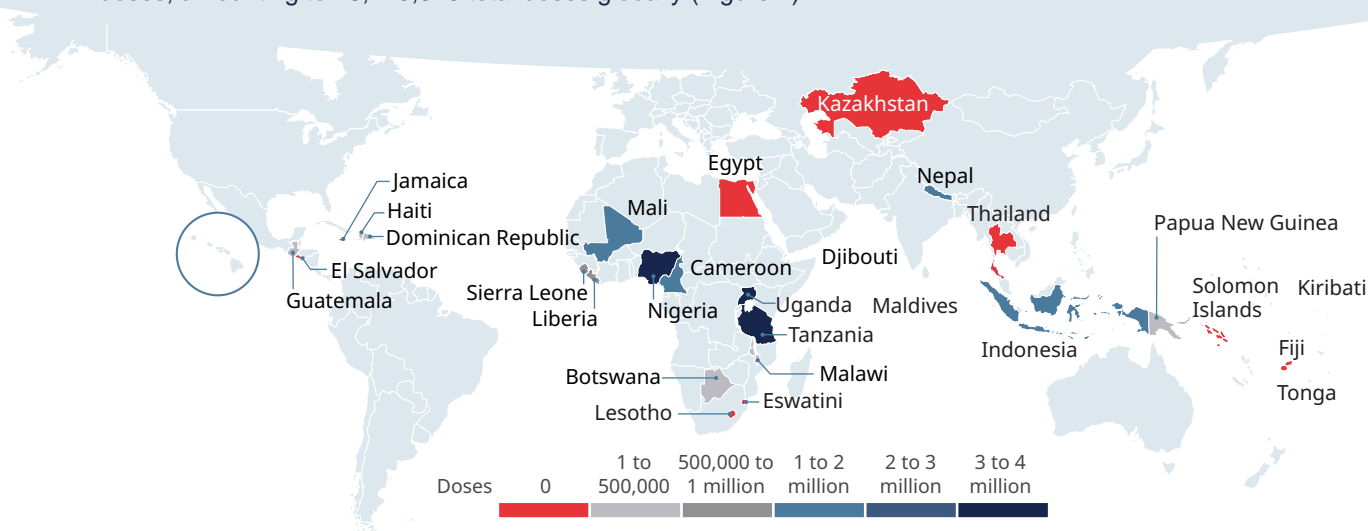 Kazakhstan
Egypt
Nepal
Jamaica
Haiti
Mali
Thailand
Dominican Republic
Papua New Guinea
Djibouti
El Salvador
Cameroon
Guatemala
Sierra Leone
Uganda
Maldives
Solomon
Islands
Kiribati
Liberia
Nigeria
Tanzania
Indonesia
Fiji
Botswana
Malawi
Tonga
Lesotho
Eswatini
Doses
0
1 to
500,000
500,000 to
1 million
1 to 2
million
2 to 3
million
3 to 4
million